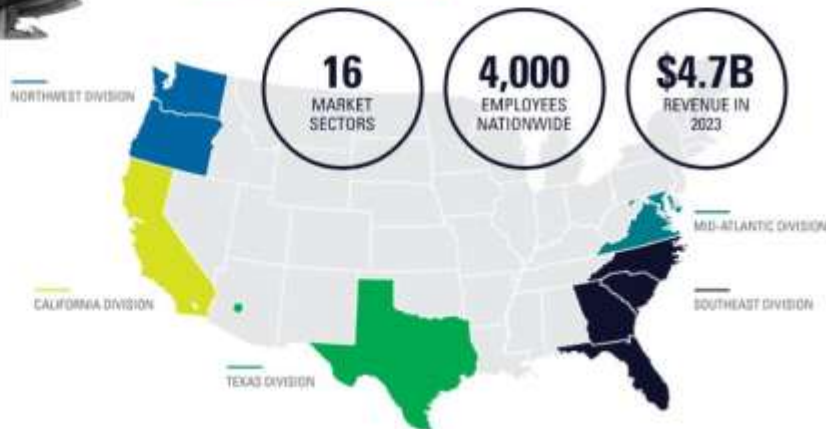 16
MARKET
SECTORS
4,000
EMPLOYEES
NATIONWIDE
$4.7B
REVENUE IN
2023
NORTHWEST DIVISION
MID-ATLANTIC DIVISION
CALIFORNIA DIVISION
SOUTHEAST DIVISION
TEXAS DIVISION